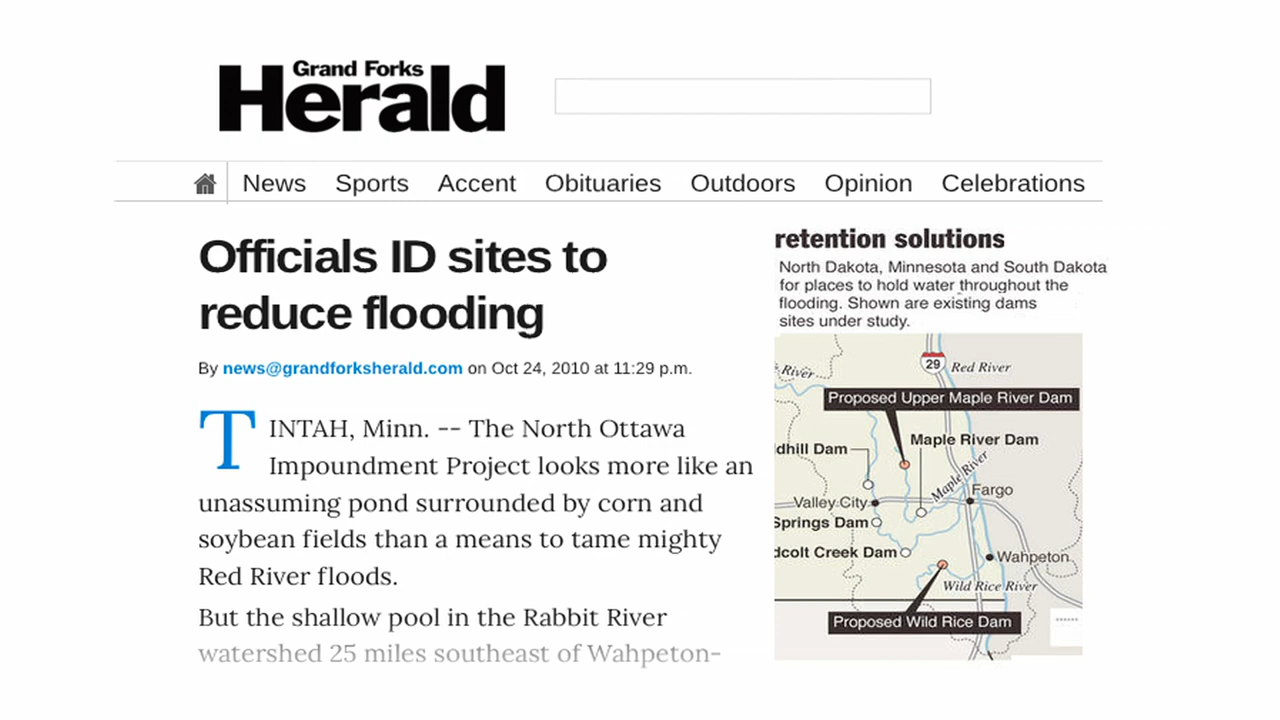 Grand Forks
Herald
News Sports Accent Obituaries Outdoors Opinion Celebrations
Officials ID sites to
reduce flooding
By news@grandforksherald.com on Oct 24, 2010 at 11:29 p.m.
TINTAH, Minn. -- The North Ottawa
Impoundment Project looks more like an
unassuming pond surrounded by corn and
soybean fields than a means to tame mighty
Red River floods.
But the shallow pool in the Rabbit River
watershed 25 miles southeast of Wahpeton-
retention solutions
North Dakota, Minnesota and South Dakota
for places to hold water throughout the
flooding. Shown are existing dams
sites under study.
29
Red River
River
Proposed Upper Maple River Dam
Maple River Dam
dhill Dam
Maple River
Fargo
Valley City
Springs Dam
dcolt Creek Dam
Wahpeton
Wild Rice River
Proposed Wild Rice Dam